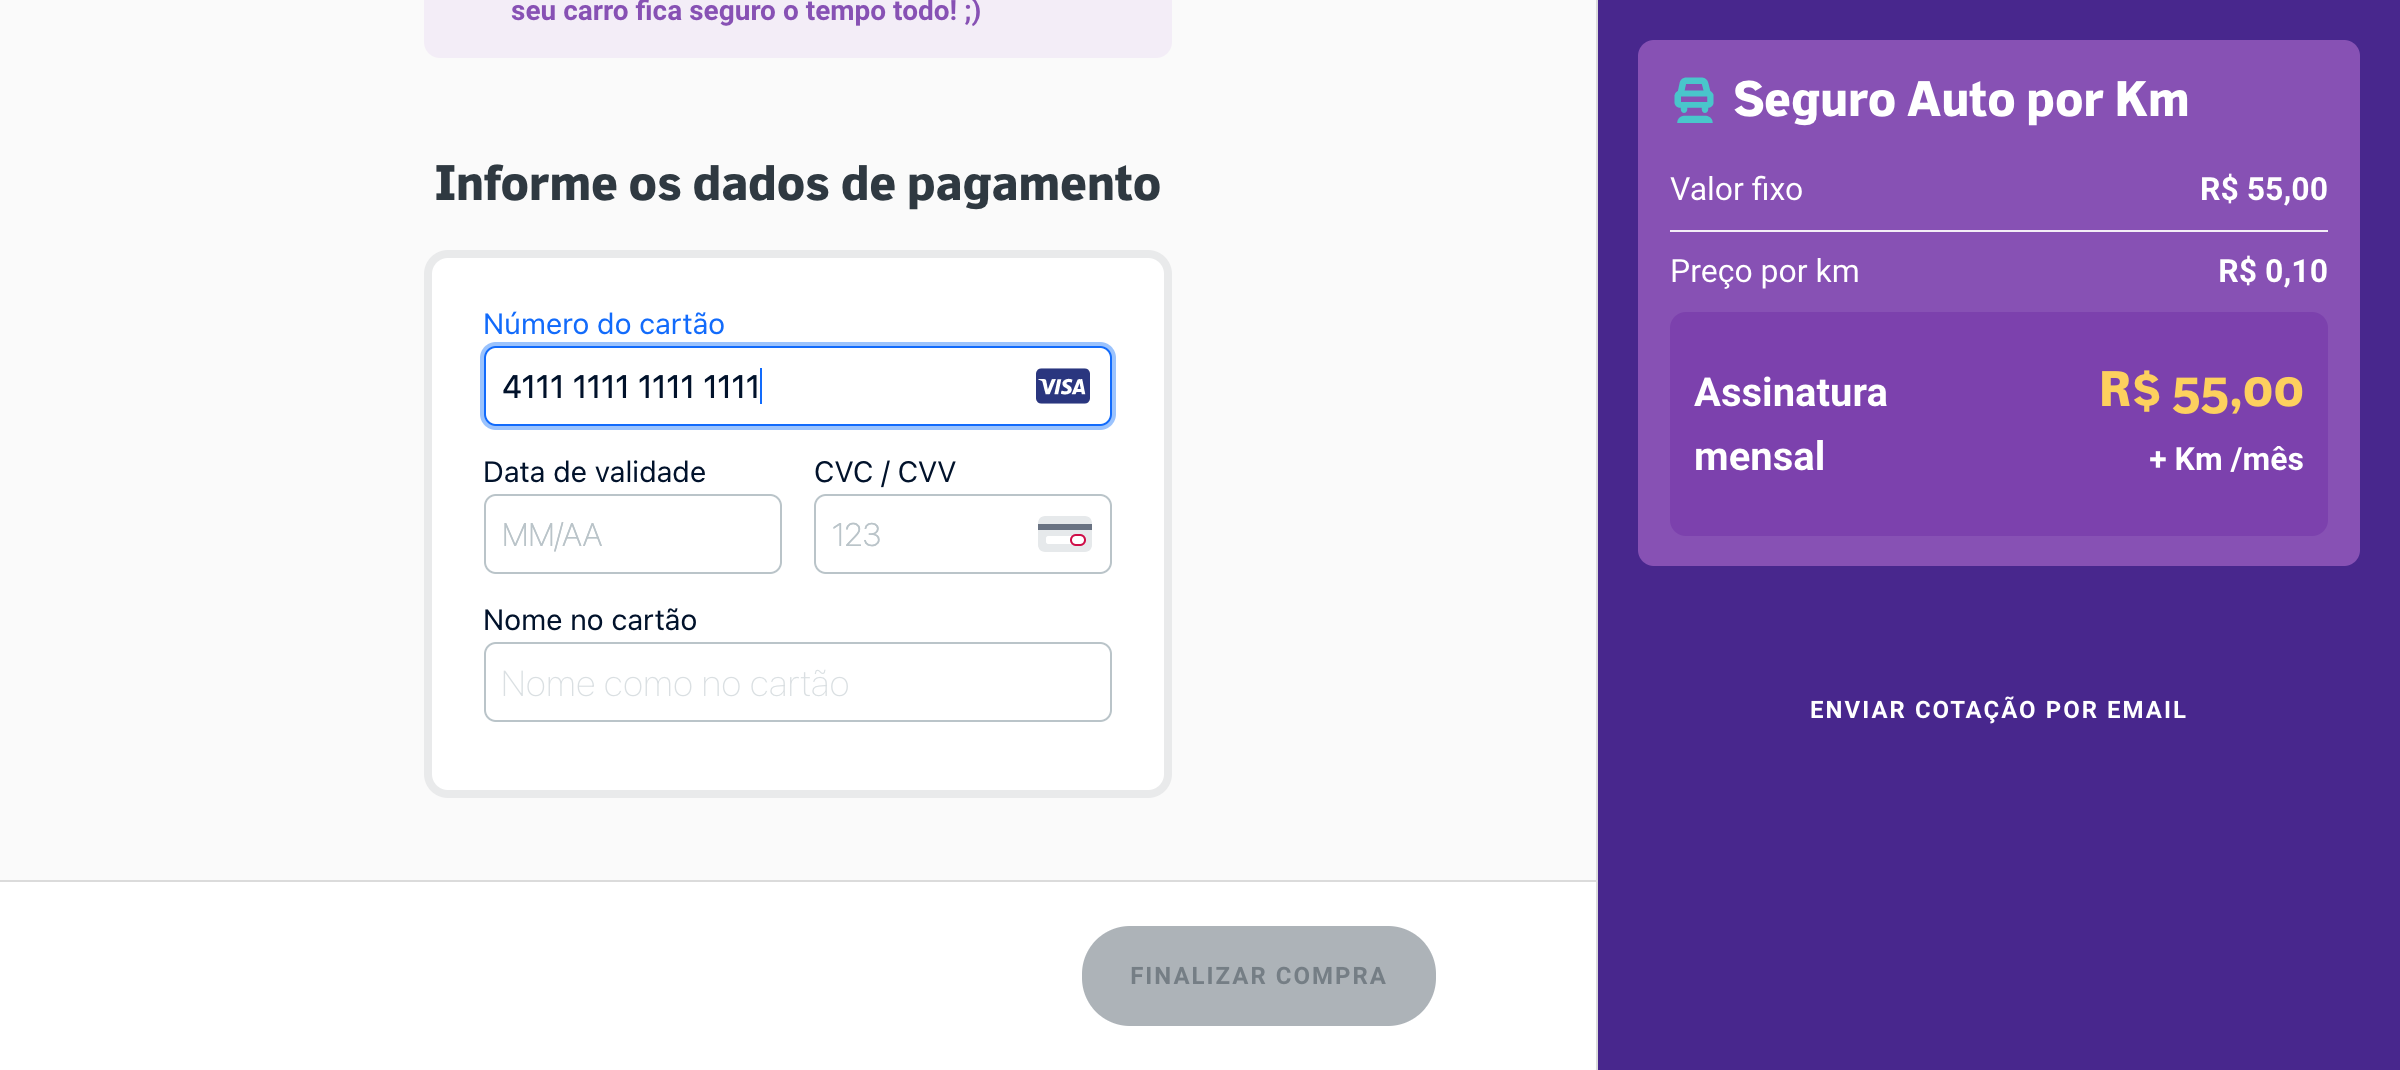 seu carro fica seguro o tempo todo! ;)
Informe os dados de pagamento
Número do cartão
4111 1111 1111 1111
VISA
Data de validade
CVC / CVV
MM/AA
123
Nome no cartão
Nome como no cartão
FINALIZAR COMPRA
Seguro Auto por Km
Valor fixo R$ 55,00
Preço por km R$ 0,10
Assinatura R$ 55,00
mensal + Km /mês
ENVIAR COTAÇÃO POR EMAIL